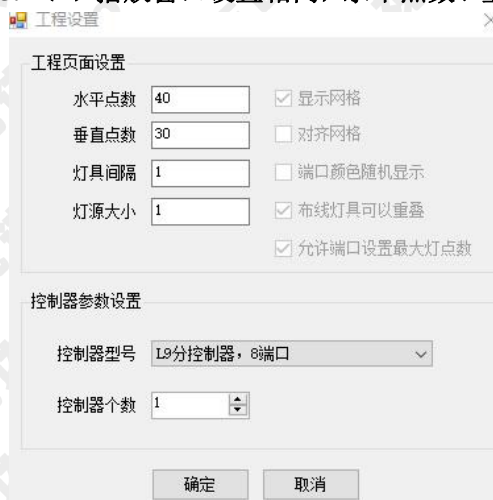 工程设置
工程页面设置
水平点数 40 显示网格
垂直点数 30 对齐网格
灯具间隔 1 端口颜色随机显示
灯源大小 1 布线灯具可以重叠
允许端口设置最大灯点数
控制器参数设置
控制器型号 L9分控制器，8端口
控制器个数 1
确定 取消